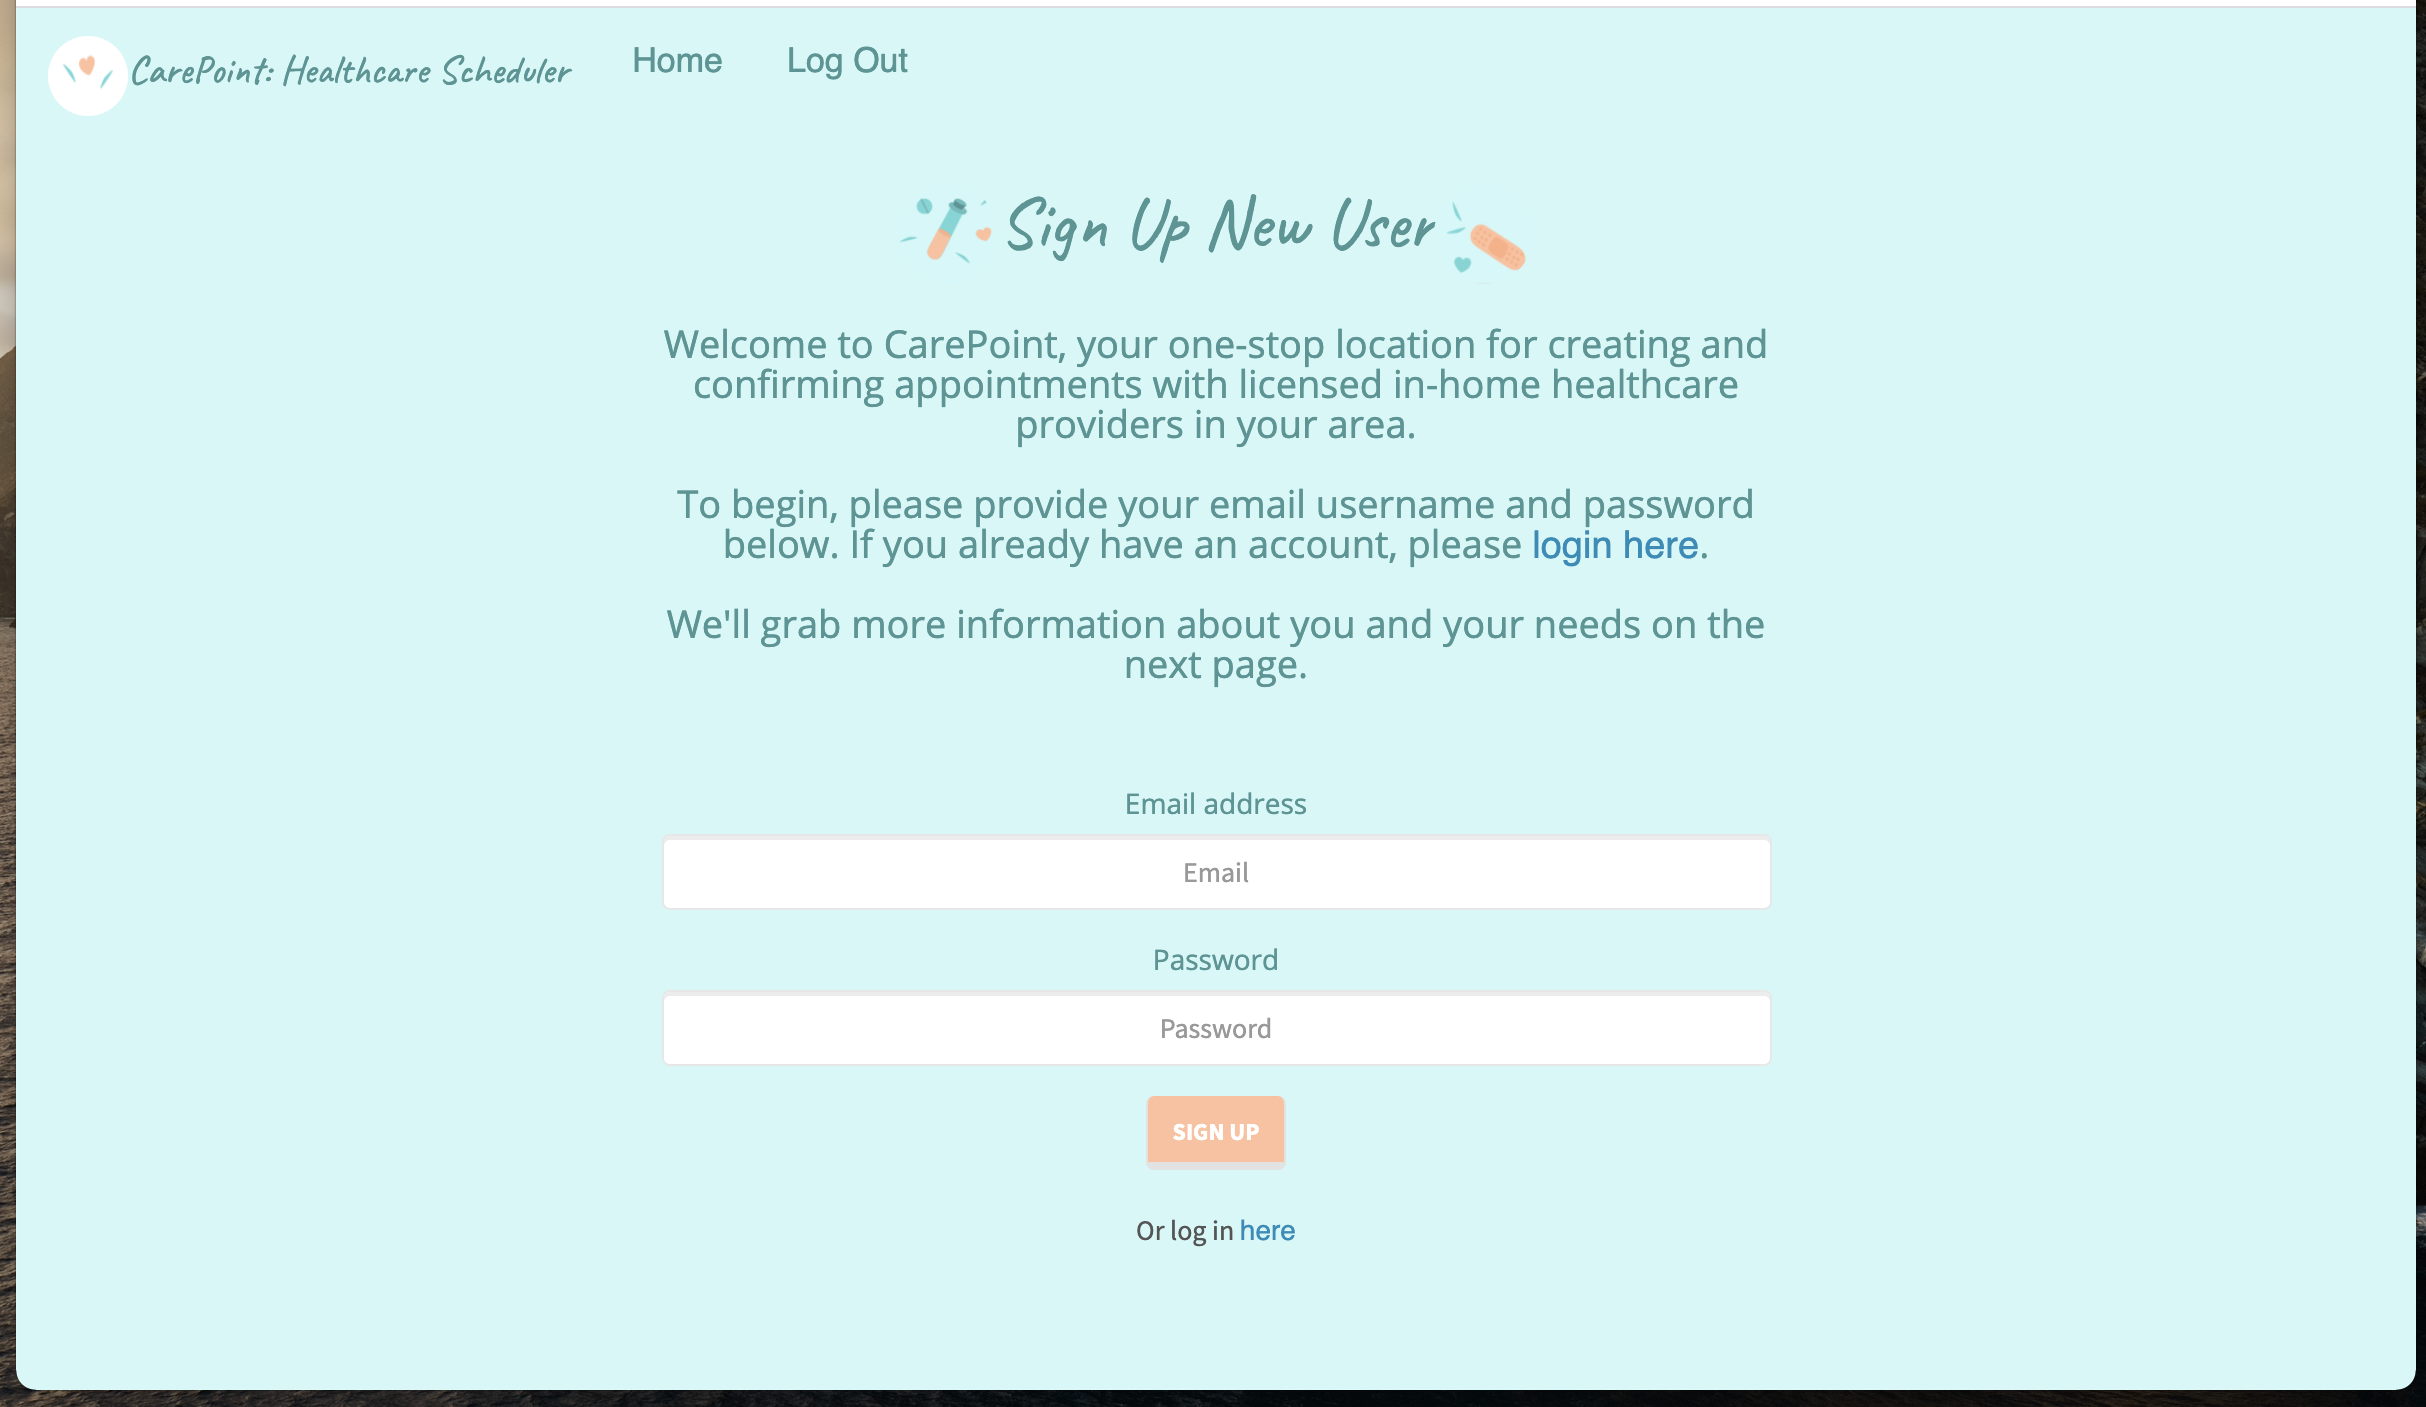 CarePoint: Healthcare Scheduler
Home
Log Out
Sign Up New User
Welcome to CarePoint, your one-stop location for creating and
confirming appointments with licensed in-home healthcare
providers in your area.
To begin, please provide your email username and password
below. If you already have an account, please login here.
We'll grab more information about you and your needs on the
next page.
Email address
Email
Password
Password
SIGN UP
Or log in here